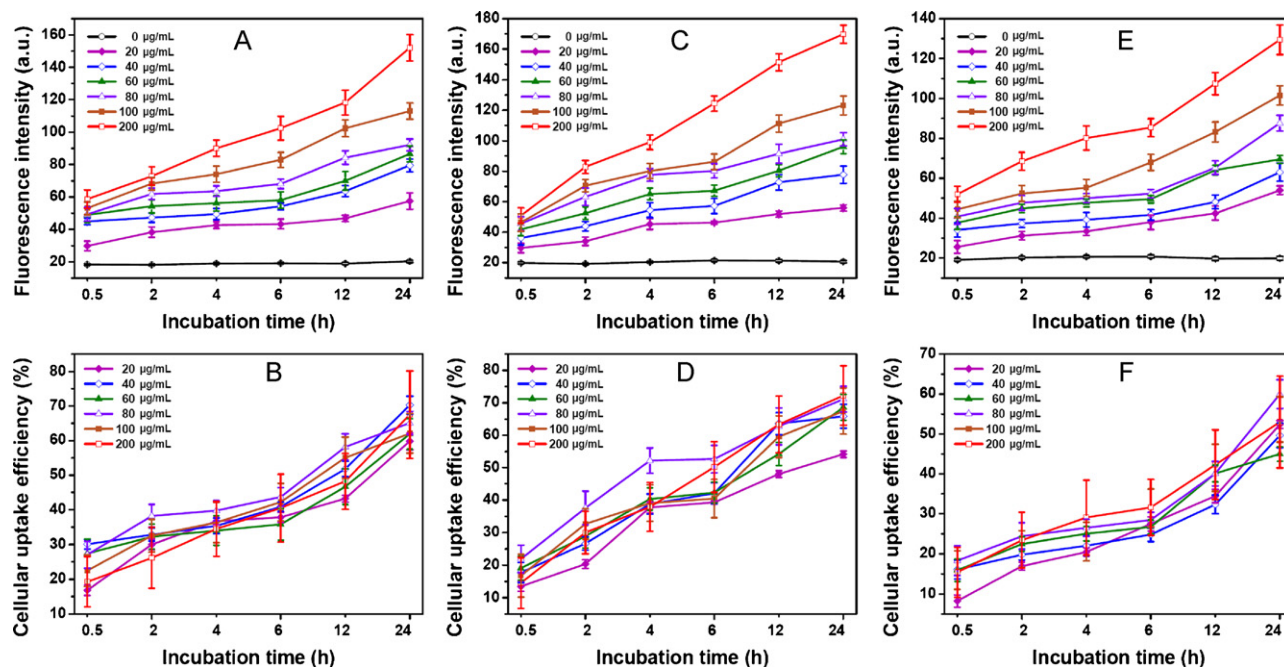 A
Fluorescence intensity (a.u.)
160
140
120
100
80
60
40
20
0 µg/mL
20 µg/mL
40 µg/mL
60 µg/mL
80 µg/mL
100 µg/mL
200 µg/mL
0.5 2 4 6 12 24
Incubation time (h)
C
Fluorescence intensity (a.u.)
180
160
140
120
100
80
60
40
20
0 µg/mL
20 µg/mL
40 µg/mL
60 µg/mL
80 µg/mL
100 µg/mL
200 µg/mL
0.5 2 4 6 12 24
Incubation time (h)
E
Fluorescence intensity (a.u.)
140
120
100
80
60
40
20
0
0 µg/mL
20 µg/mL
40 µg/mL
60 µg/mL
80 µg/mL
100 µg/mL
200 µg/mL
0.5 2 4 6 12 24
Incubation time (h)
B
Cellular uptake efficiency (%)
80
70
60
50
40
30
20
10
20 µg/mL
40 µg/mL
60 µg/mL
80 µg/mL
100 µg/mL
200 µg/mL
0.5 2 4 6 12 24
Incubation time (h)
D
Cellular uptake efficiency (%)
80
70
60
50
40
30
20
10
20 µg/mL
40 µg/mL
60 µg/mL
80 µg/mL
100 µg/mL
200 µg/mL
0.5 2 4 6 12 24
Incubation time (h)
F
Cellular uptake efficiency (%)
70
60
50
40
30
20
10
20 µg/mL
40 µg/mL
60 µg/mL
80 µg/mL
100 µg/mL
200 µg/mL
0.5 2 4 6 12 24
Incubation time (h)